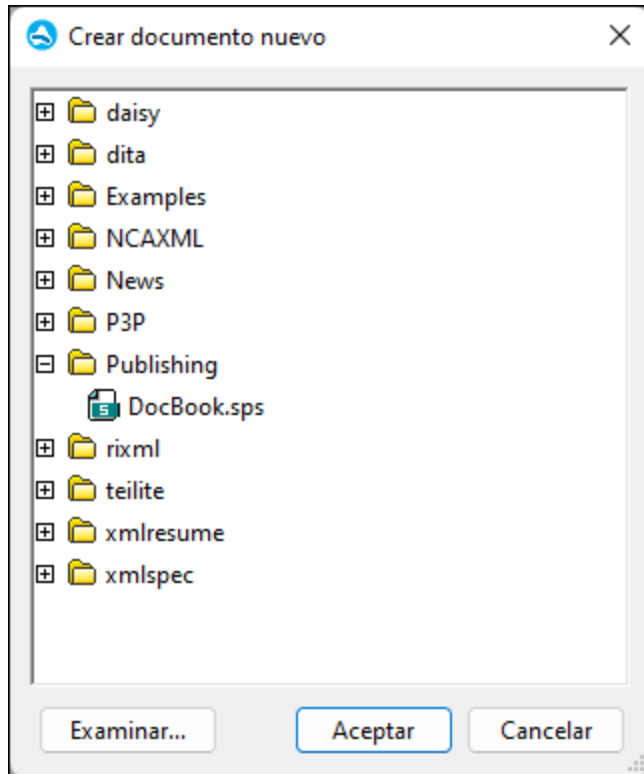 Crear documento nuevo
daisy
dita
Examples
NCAXML
News
P3P
Publishing
DocBook.sps
rixml
teilite
xmlresume
xmlspec
Examinar... Aceptar Cancelar